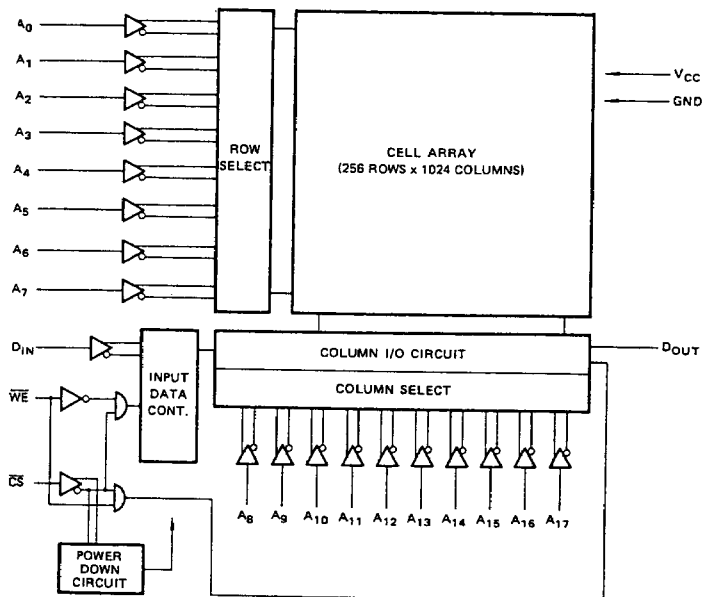 A0
A1
A2
A3
A4
A5
A6
A7
ROW
SELECT
CELL ARRAY
(256 ROWS x 1024 COLUMNS)
VCC
GND
DIN
WE
CS
INPUT
DATA
CONT.
COLUMN I/O CIRCUIT
COLUMN SELECT
DOUT
A8 A9 A10 A11 A12 A13 A14 A15 A16 A17
POWER
DOWN
CIRCUIT